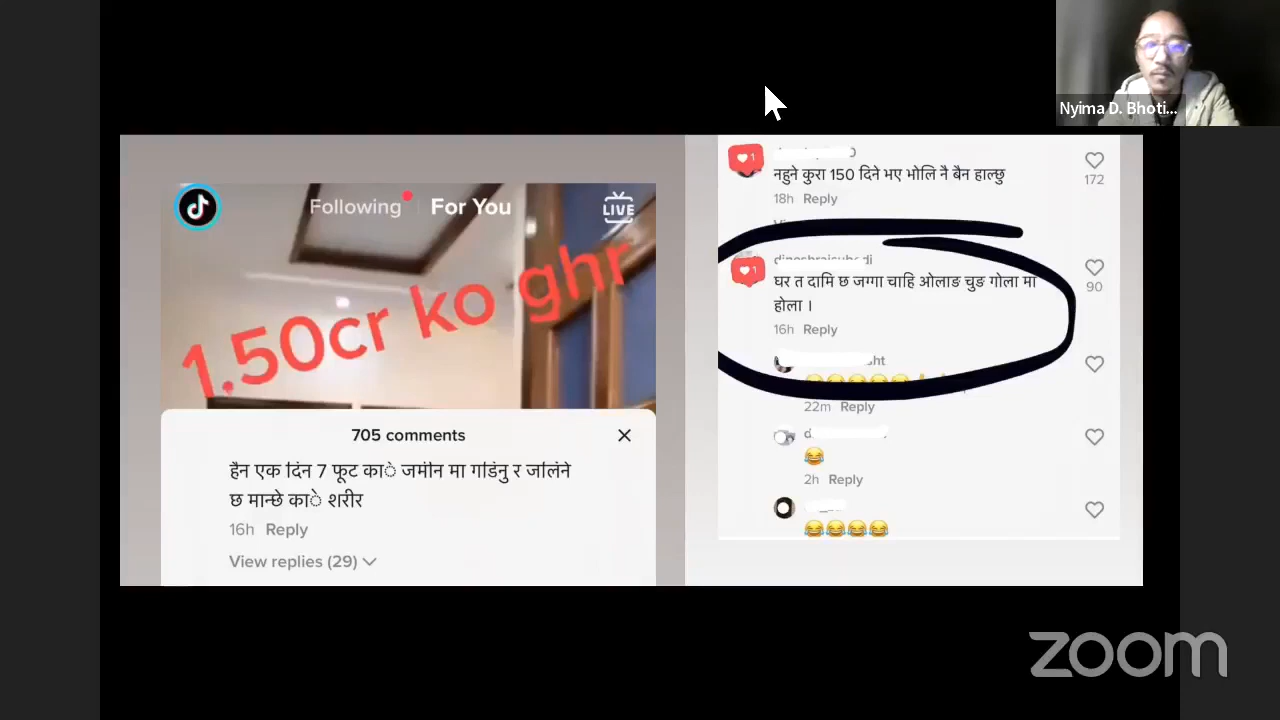 Nyima D. Bhoti...
Following
For You
LIVE
1.50cr ko ghr
705 comments
हैन एक दिन 7 फूट काे जमीन मा गाडिनु र जलिने
छ मान्छे काे शरीर
16h Reply
View replies (29)
नहुने कुरा 150 दिने भए भोलि नै बैन हाल्छु
172
18h Reply
घर त दामि छ जग्गा चाहि ओलाङ चुङ गोला मा
होला ।
90
16h Reply
22m Reply
2h Reply
zoom